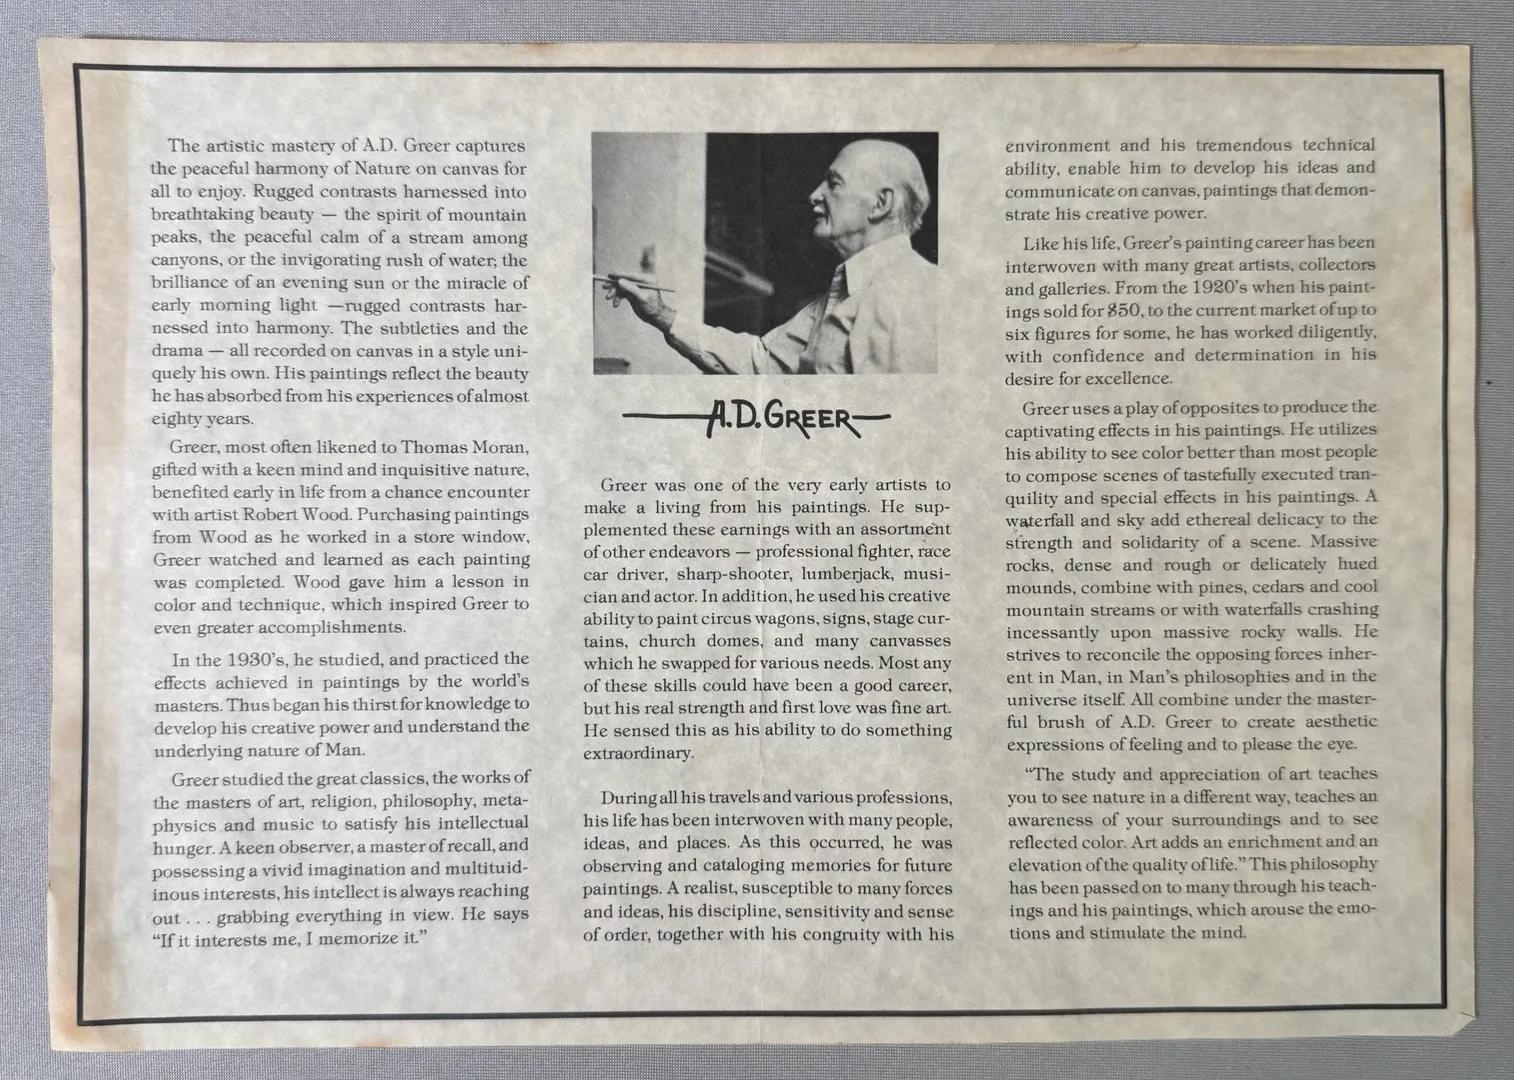 The artistic mastery of A.D. Greer captures
the peaceful harmony of Nature on canvas for
all to enjoy. Rugged contrasts harnessed into
breathtaking beauty — the spirit of mountain
peaks, the peaceful calm of a stream among
canyons, or the invigorating rush of water; the
brilliance of an evening sun or the miracle of
early morning light —rugged contrasts har-
nessed into harmony. The subtleties and the
drama — all recorded on canvas in a style uni-
quely his own. His paintings reflect the beauty
he has absorbed from his experiences of almost
eighty years.
Greer, most often likened to Thomas Moran,
gifted with a keen mind and inquisitive nature,
benefited early in life from a chance encounter
with artist Robert Wood. Purchasing paintings
from Wood as he worked in a store window,
Greer watched and learned as each painting
was completed. Wood gave him a lesson in
color and technique, which inspired Greer to
even greater accomplishments.
In the 1930's, he studied, and practiced the
effects achieved in paintings by the world's
masters. Thus began his thirst for knowledge to
develop his creative power and understand the
underlying nature of Man.
Greer studied the great classics, the works of
the masters of art, religion, philosophy, meta-
physics and music to satisfy his intellectual
hunger. A keen observer, a master of recall, and
possessing a vivid imagination and multituid-
inous interests, his intellect is always reaching
out . . . grabbing everything in view. He says
“If it interests me, I memorize it.”
A.D. GREER
Greer was one of the very early artists to
make a living from his paintings. He sup-
plemented these earnings with an assortment
of other endeavors — professional fighter, race
car driver, sharp-shooter, lumberjack, musi-
cian and actor. In addition, he used his creative
ability to paint circus wagons, signs, stage cur-
tains, church domes, and many canvasses
which he swapped for various needs. Most any
of these skills could have been a good career,
but his real strength and first love was fine art.
He sensed this as his ability to do something
extraordinary.
During all his travels and various professions,
his life has been interwoven with many people,
ideas, and places. As this occurred, he was
observing and cataloging memories for future
paintings. A realist, susceptible to many forces
and ideas, his discipline, sensitivity and sense
of order, together with his congruity with his
environment and his tremendous technical
ability, enable him to develop his ideas and
communicate on canvas, paintings that demon-
strate his creative power.
Like his life, Greer's painting career has been
interwoven with many great artists, collectors
and galleries. From the 1920's when his paint-
ings sold for $50, to the current market of up to
six figures for some, he has worked diligently,
with confidence and determination in his
desire for excellence.
Greer uses a play of opposites to produce the
captivating effects in his paintings. He utilizes
his ability to see color better than most people
to compose scenes of tastefully executed tran-
quility and special effects in his paintings. A
waterfall and sky add ethereal delicacy to the
strength and solidarity of a scene. Massive
rocks, dense and rough or delicately hued
mounds, combine with pines, cedars and cool
mountain streams or with waterfalls crashing
incessantly upon massive rocky walls. He
strives to reconcile the opposing forces inher-
ent in Man, in Man's philosophies and in the
universe itself. All combine under the master-
ful brush of A.D. Greer to create aesthetic
expressions of feeling and to please the eye.
“The study and appreciation of art teaches
you to see nature in a different way, teaches an
awareness of your surroundings and to see
reflected color. Art adds an enrichment and an
elevation of the quality of life.” This philosophy
has been passed on to many through his teach-
ings and his paintings, which arouse the emo-
tions and stimulate the mind.